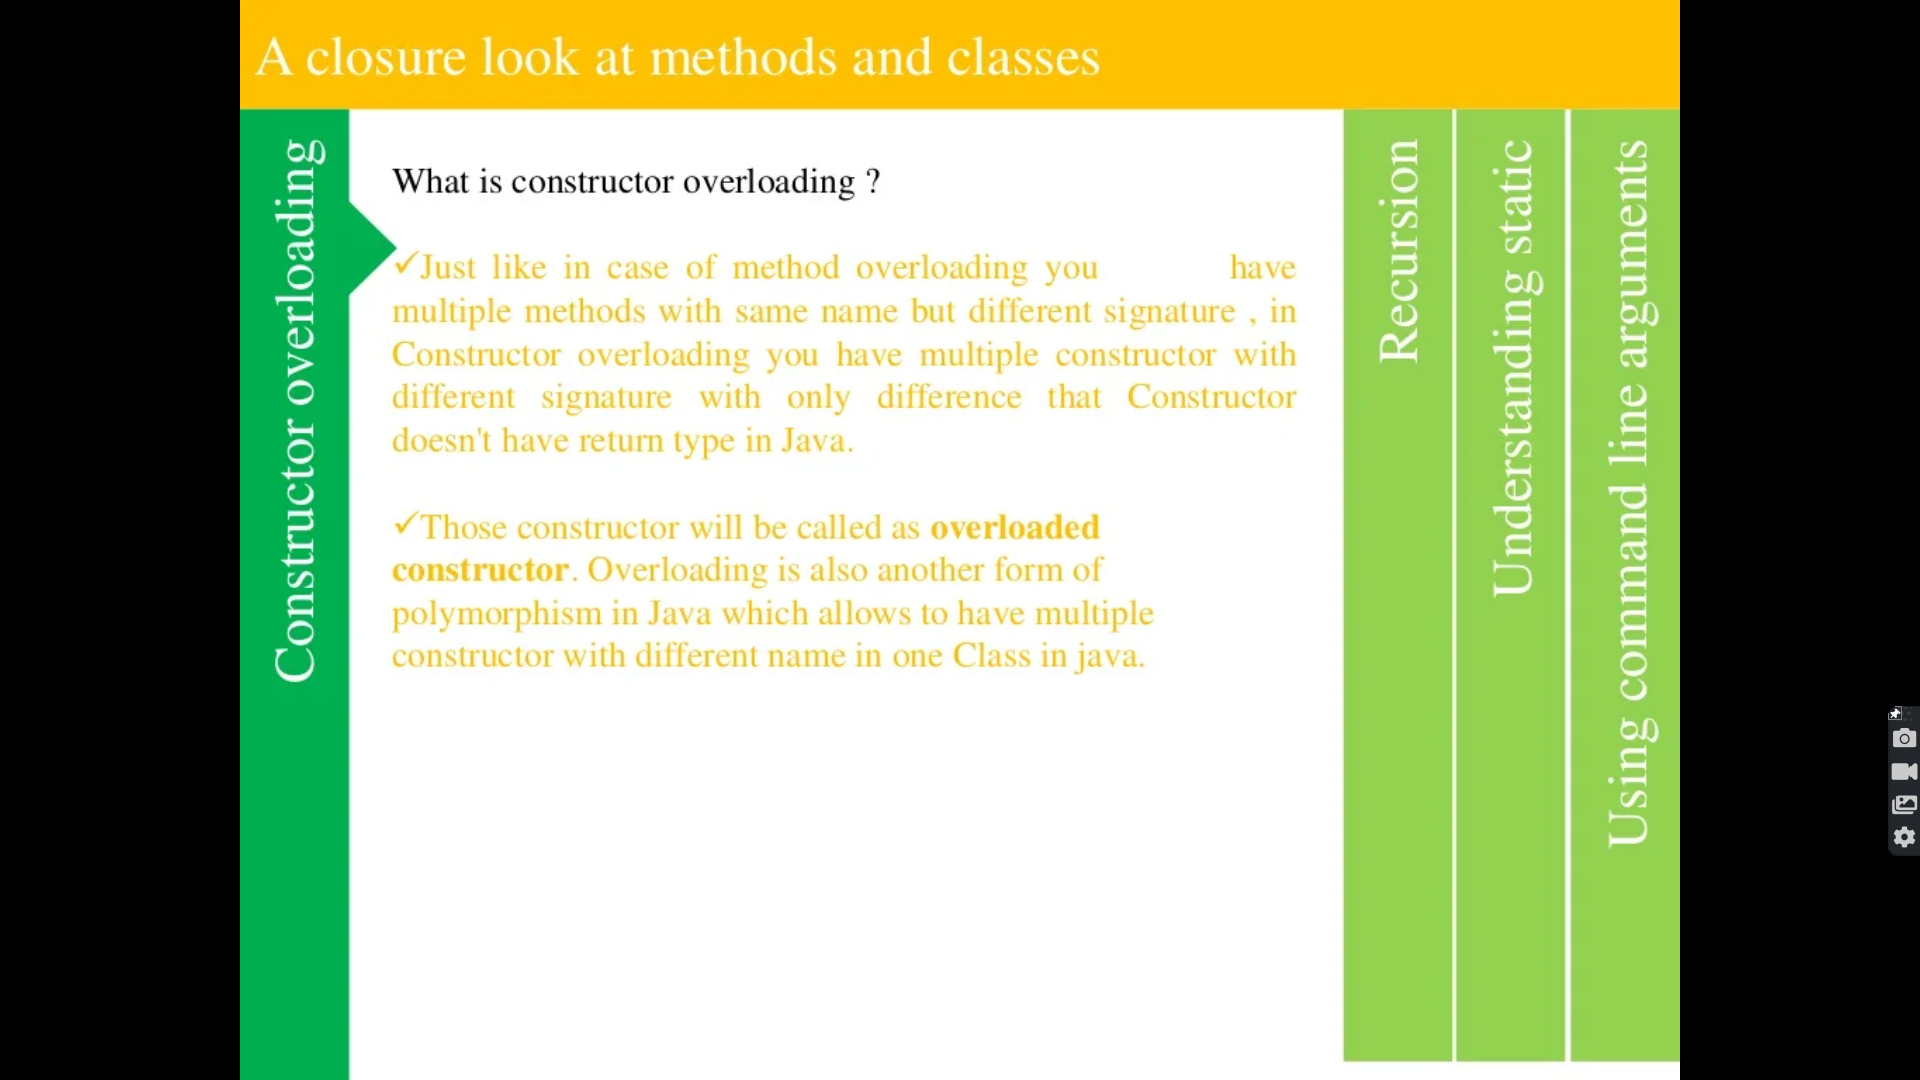 A closure look at methods and classes
Constructor overloading
What is constructor overloading ?
✓Just like in case of method overloading you have
multiple methods with same name but different signature , in
Constructor overloading you have multiple constructor with
different signature with only difference that Constructor
doesn't have return type in Java.
✓Those constructor will be called as overloaded
constructor. Overloading is also another form of
polymorphism in Java which allows to have multiple
constructor with different name in one Class in java.
Recursion
Understanding static
Using command line arguments